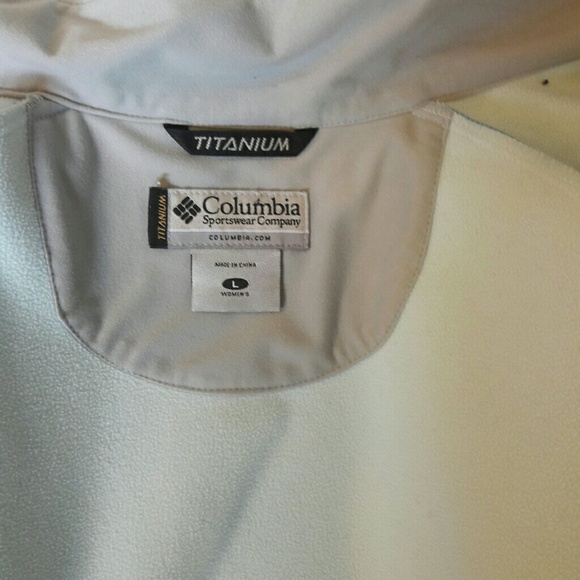 TITANIUM
TITANIUM
Columbia
Sportswear Company
COLUMBIA.COM
MADE IN CHINA
L
WOMEN'S